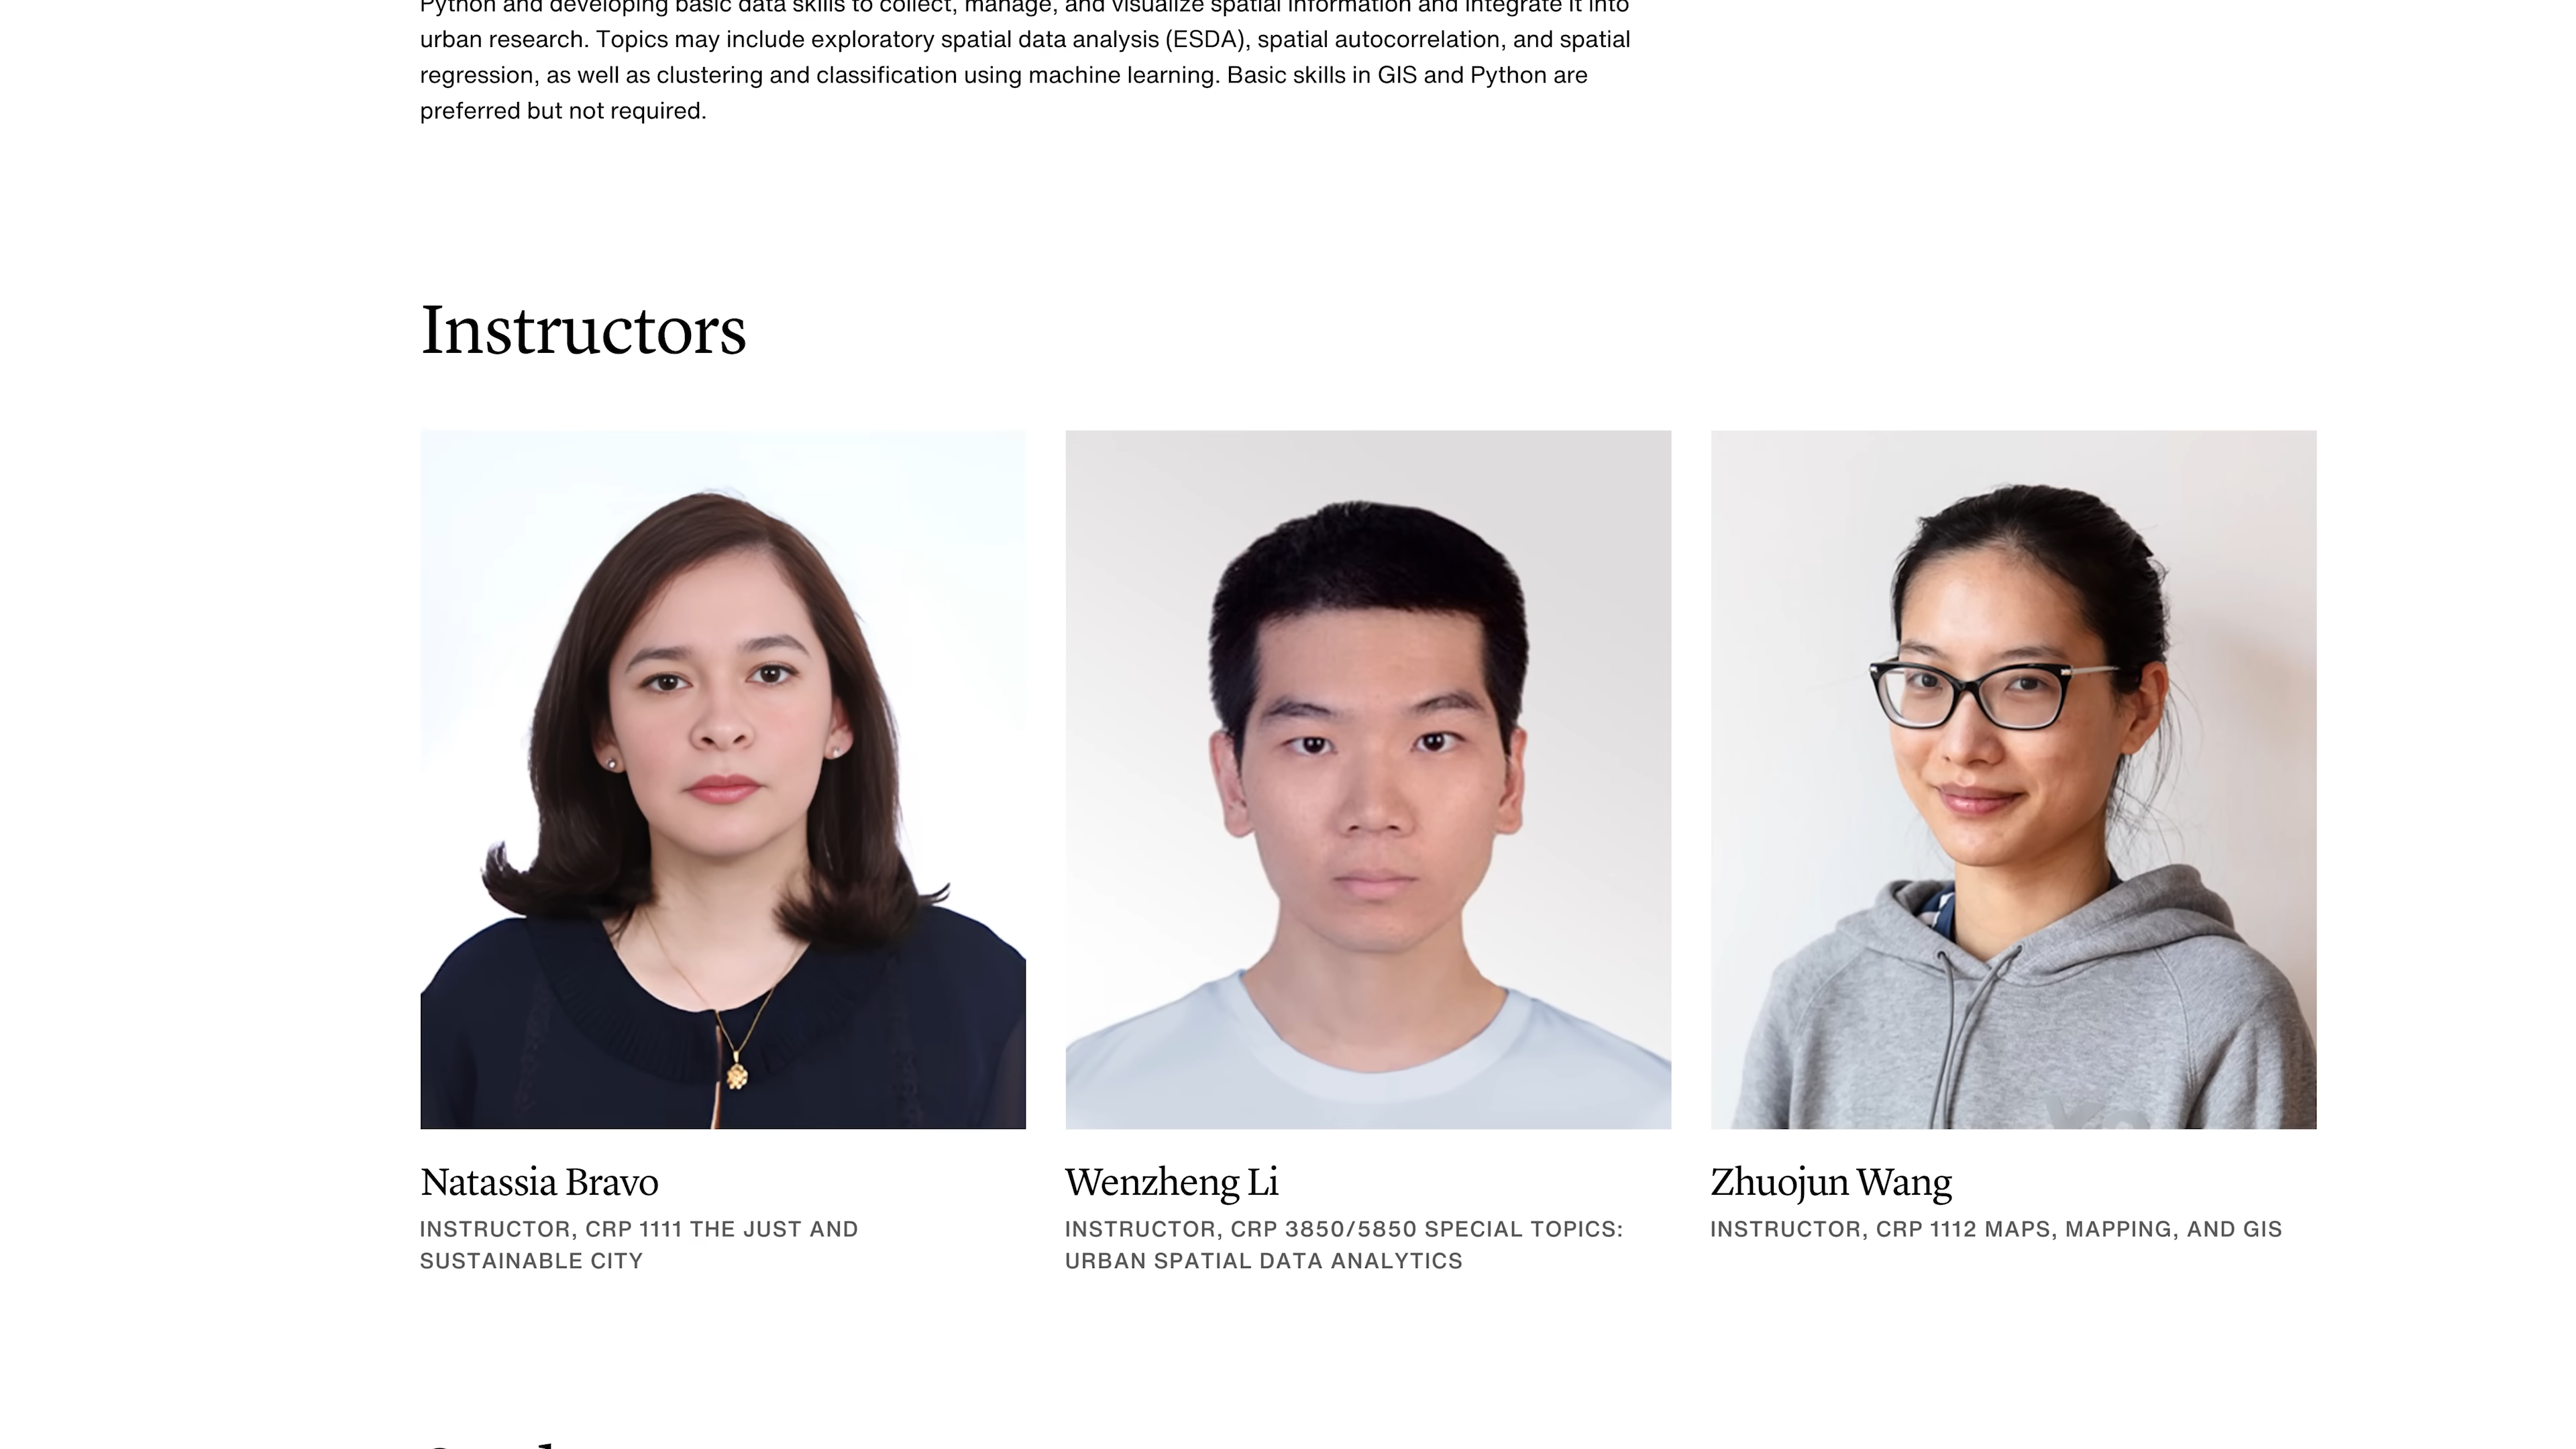 Python and developing basic data skills to collect, manage, and visualize spatial information and integrate it into
urban research. Topics may include exploratory spatial data analysis (ESDA), spatial autocorrelation, and spatial
regression, as well as clustering and classification using machine learning. Basic skills in GIS and Python are
preferred but not required.
Instructors
Natassia Bravo
INSTRUCTOR, CRP 1111 THE JUST AND
SUSTAINABLE CITY
Wenzheng Li
INSTRUCTOR, CRP 3850/5850 SPECIAL TOPICS:
URBAN SPATIAL DATA ANALYTICS
Zhuojun Wang
INSTRUCTOR, CRP 1112 MAPS, MAPPING, AND GIS